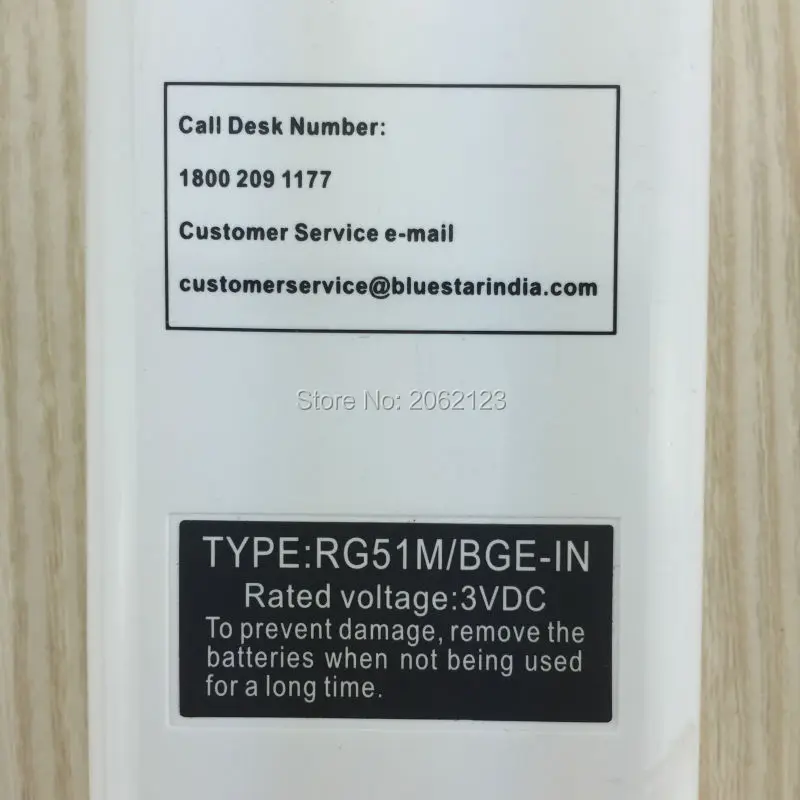 Call Desk Number:
1800 209 1177
Customer Service e-mail
customerservice@bluestarindia.com
Store No: 2062123
TYPE:RG51M/BGE-IN
Rated voltage:3VDC
To prevent damage, remove the
batteries when not being used
for a long time.